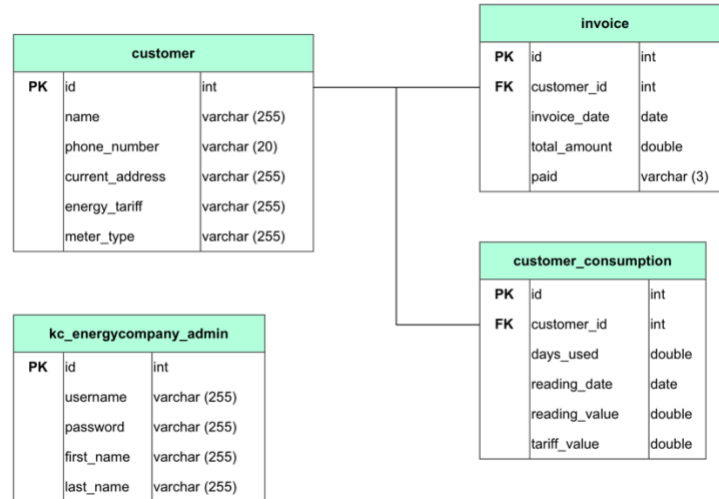 customer
PK id int
name varchar (255)
phone_number varchar (20)
current_address varchar (255)
energy_tariff varchar (255)
meter_type varchar (255)
invoice
PK id int
FK customer_id int
invoice_date date
total_amount double
paid varchar (3)
customer_consumption
PK id int
FK customer_id int
days_used double
reading_date date
reading_value double
tariff_value double
kc_energycompany_admin
PK id int
username varchar (255)
password varchar (255)
first_name varchar (255)
last_name varchar (255)